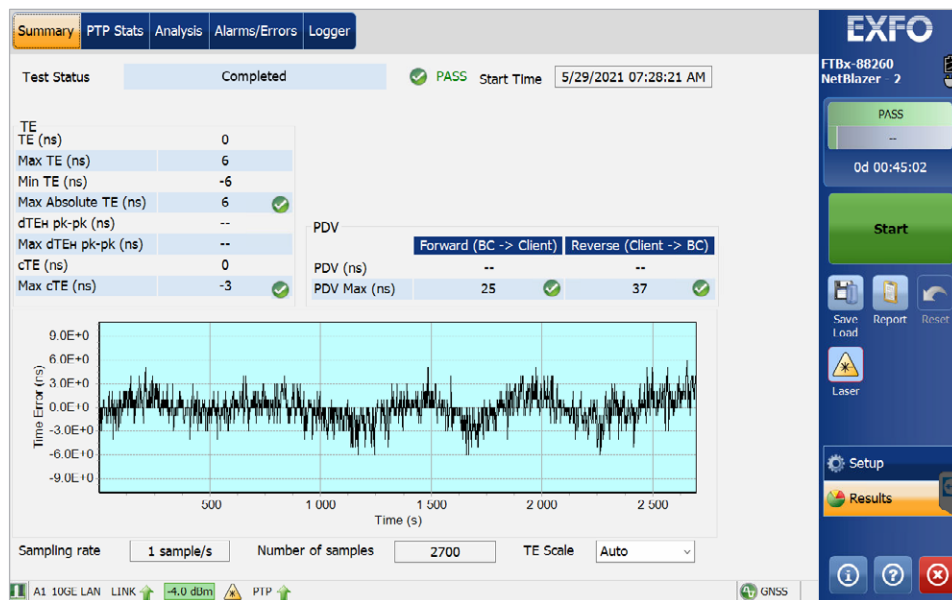 Summary PTP Stats Analysis Alarms/Errors Logger
EXFO
FTBx-88260
NetBlazer - 2
Test Status Completed PASS Start Time 5/29/2021 07:28:21 AM
PASS
--
0d 00:45:02
TE
TE (ns) 0
Max TE (ns) 6
Min TE (ns) -6
Max Absolute TE (ns) 6
dTEH pk-pk (ns) --
Max dTEH pk-pk (ns) --
cTE (ns) 0
Max cTE (ns) -3
PDV
Forward (BC -> Client) Reverse (Client -> BC)
PDV (ns) -- --
PDV Max (ns) 25 37
Start
Save
Load
Report
Reset
Laser
9.0E+0
6.0E+0
3.0E+0
0.0E+0
-3.0E+0
-6.0E+0
-9.0E+0
Time Error (ns)
500 1 000 1 500 2 000 2 500
Time (s)
Setup
Results
Sampling rate 1 sample/s Number of samples 2700 TE Scale Auto
A1 10GE LAN LINK -4.0 dBm PTP GNSS